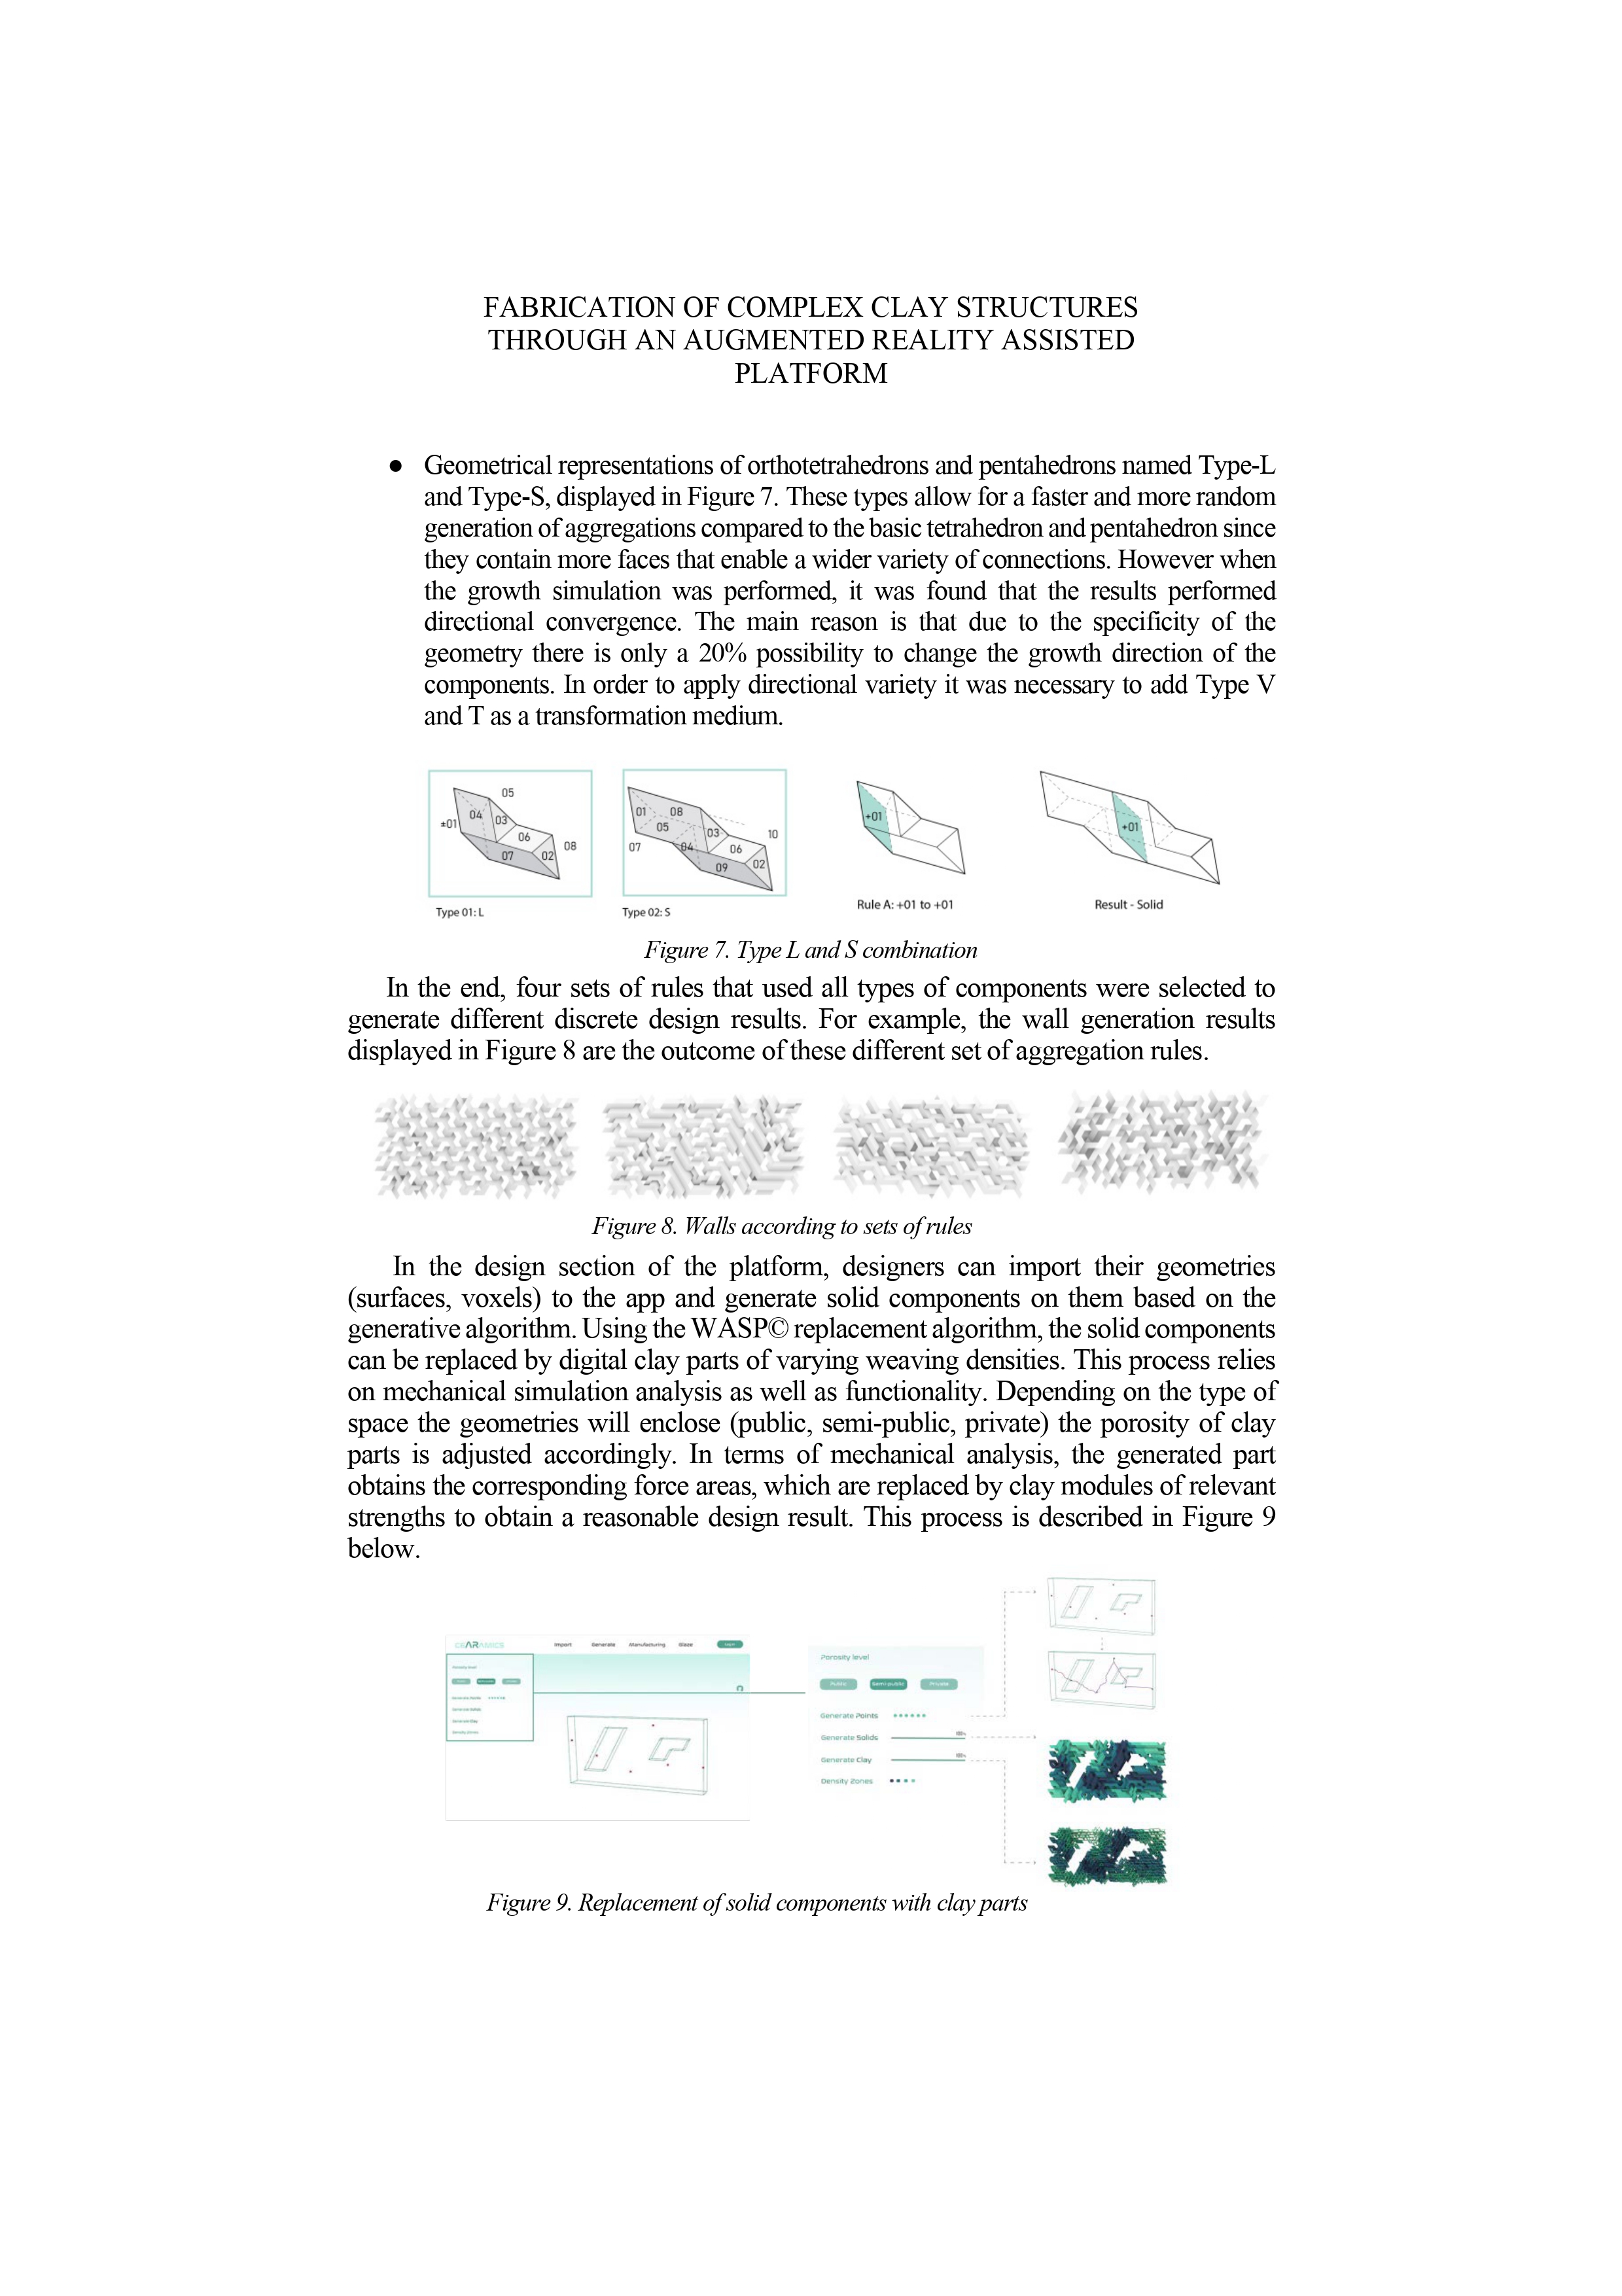 FABRICATION OF COMPLEX CLAY STRUCTURES
THROUGH AN AUGMENTED REALITY ASSISTED
PLATFORM
● Geometrical representations of orthotetrahedrons and pentahedrons named Type-L
and Type-S, displayed in Figure 7. These types allow for a faster and more random
generation of aggregations compared to the basic tetrahedron and pentahedron since
they contain more faces that enable a wider variety of connections. However when
the growth simulation was performed, it was found that the results performed
directional convergence. The main reason is that due to the specificity of the
geometry there is only a 20% possibility to change the growth direction of the
components. In order to apply directional variety it was necessary to add Type V
and T as a transformation medium.
05
±01 04 03
06
08
07 02
Type 01: L
01 08
05 03
10
07 04 06
09 02
Type 02: S
+01
Rule A: +01 to +01
+01
Result - Solid
Figure 7. Type L and S combination
In the end, four sets of rules that used all types of components were selected to
generate different discrete design results. For example, the wall generation results
displayed in Figure 8 are the outcome of these different set of aggregation rules.
Figure 8. Walls according to sets of rules
In the design section of the platform, designers can import their geometries
(surfaces, voxels) to the app and generate solid components on them based on the
generative algorithm. Using the WASP© replacement algorithm, the solid components
can be replaced by digital clay parts of varying weaving densities. This process relies
on mechanical simulation analysis as well as functionality. Depending on the type of
space the geometries will enclose (public, semi-public, private) the porosity of clay
parts is adjusted accordingly. In terms of mechanical analysis, the generated part
obtains the corresponding force areas, which are replaced by clay modules of relevant
strengths to obtain a reasonable design result. This process is described in Figure 9
below.
CERAMICS Import Generate Manufacturing Glaze
Porosity level
Generate Points
Generate Solids
Generate Clay
Density Zones
Porosity level
Public Semi-public Private
Generate Points
Generate Solids
Generate Clay
Density Zones
Figure 9. Replacement of solid components with clay parts